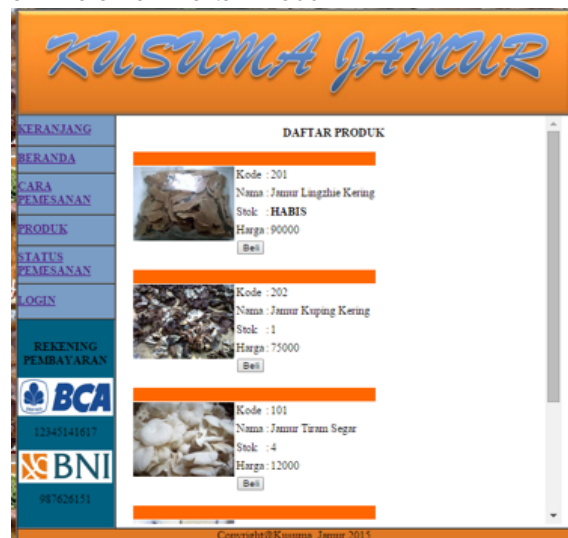 KUSUMA JAMUR
KERANJANG
BERANDA
CARA
PEMESANAN
PRODUK
STATUS
PEMESANAN
LOGIN
REKENING
PEMBAYARAN
BCA
12345141617
BNI
987626151
DAFTAR PRODUK
Kode : 201
Nama : Jamur Lingzhie Kering
Stok : HABIS
Harga : 90000
Beli
Kode : 202
Nama : Jamur Kuping Kering
Stok : 1
Harga : 75000
Beli
Kode : 101
Nama : Jamur Tiram Segar
Stok : 4
Harga : 12000
Beli
Copyright@Kusuma_Jamur 2015